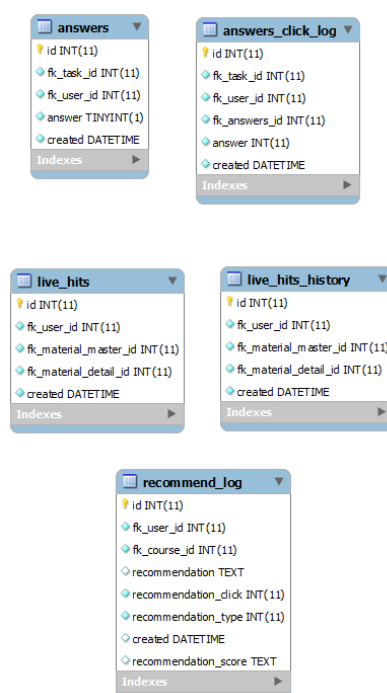 answers
id INT(11)
fk_task_id INT(11)
fk_user_id INT(11)
answer TINYINT(1)
created DATETIME
Indexes
answers_click_log
id INT(11)
fk_task_id INT(11)
fk_user_id INT(11)
fk_answers_id INT(11)
answer INT(11)
created DATETIME
Indexes
live_hits
id INT(11)
fk_user_id INT(11)
fk_material_master_id INT(11)
fk_material_detail_id INT(11)
created DATETIME
Indexes
live_hits_history
id INT(11)
fk_user_id INT(11)
fk_material_master_id INT(11)
fk_material_detail_id INT(11)
created DATETIME
Indexes
recommend_log
id INT(11)
fk_user_id INT(11)
fk_course_id INT(11)
recommendation TEXT
recommendation_click INT(11)
recommendation_type INT(11)
created DATETIME
recommendation_score TEXT
Indexes